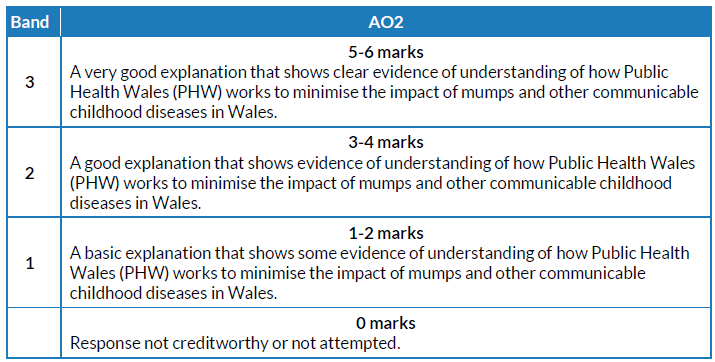 Band AO2
5-6 marks
A very good explanation that shows clear evidence of understanding of how Public
3 Health Wales (PHW) works to minimise the impact of mumps and other communicable
childhood diseases in Wales.
3-4 marks
A good explanation that shows evidence of understanding of how Public Health Wales
2 (PHW) works to minimise the impact of mumps and other communicable childhood
diseases in Wales.
1-2 marks
A basic explanation that shows some evidence of understanding of how Public Health
1 Wales (PHW) works to minimise the impact of mumps and other communicable
childhood diseases in Wales.
0 marks
Response not creditworthy or not attempted.